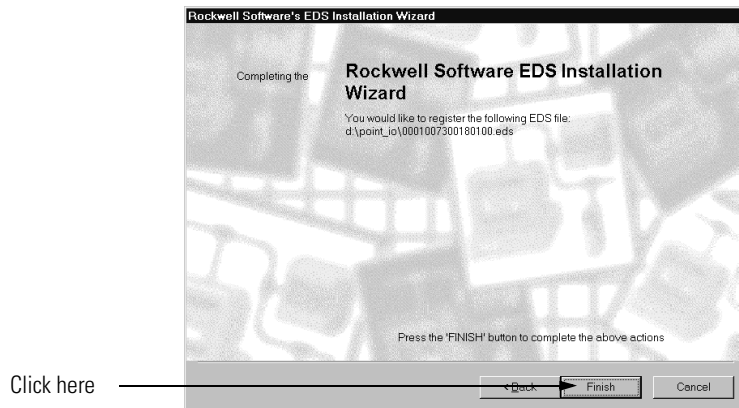 Rockwell Software's EDS Installation Wizard
Completing the
Rockwell Software EDS Installation
Wizard
You would like to register the following EDS file:
d:\point_io\0001007300180100.eds
Press the 'FINISH' button to complete the above actions
Click here
< Back
Finish
Cancel